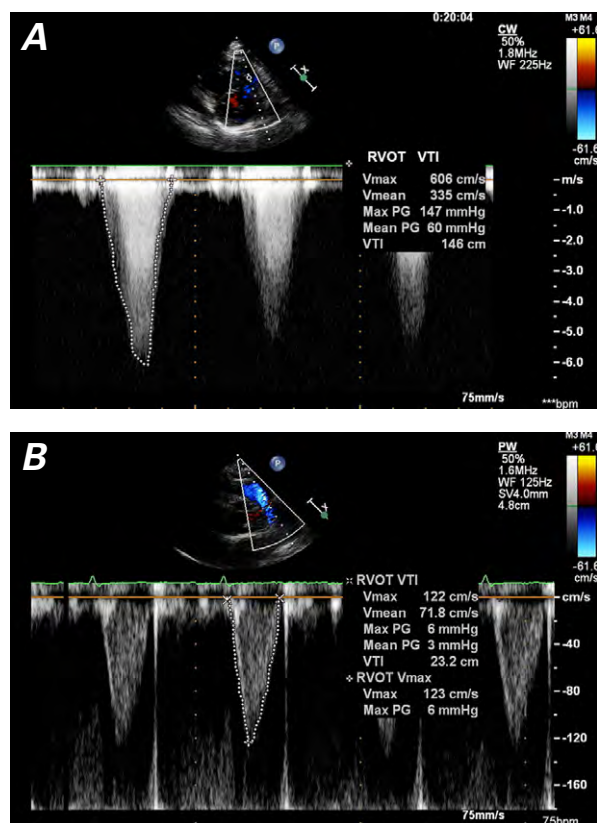 A
0:20:04
CW
50%
1.8MHz
WF 225Hz
M3 M4
+61.6
-61.6
cm/s
P
RVOT VTI
Vmax 606 cm/s
Vmean 335 cm/s
Max PG 147 mmHg
Mean PG 60 mmHg
VTI 146 cm
m/s
-1.0
-2.0
-3.0
-4.0
-5.0
-6.0
75mm/s
***bpm
B
PW
50%
1.6MHz
WF 125Hz
SV4.0mm
4.8cm
M3 M4
+61.6
-61.6
cm/s
P
RVOT VTI
Vmax 122 cm/s
Vmean 71.8 cm/s
Max PG 6 mmHg
Mean PG 3 mmHg
VTI 23.2 cm
RVOT Vmax
Vmax 123 cm/s
Max PG 6 mmHg
cm/s
-40
-80
-120
-160
75mm/s
75bpm